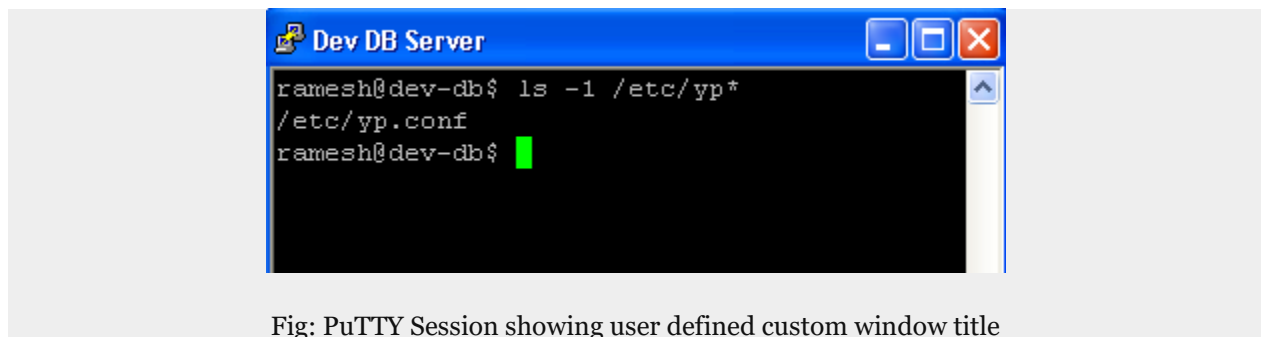 Dev DB Server
ramesh@dev-db$ ls -1 /etc/yp*
/etc/yp.conf
ramesh@dev-db$
Fig: PuTTY Session showing user defined custom window title